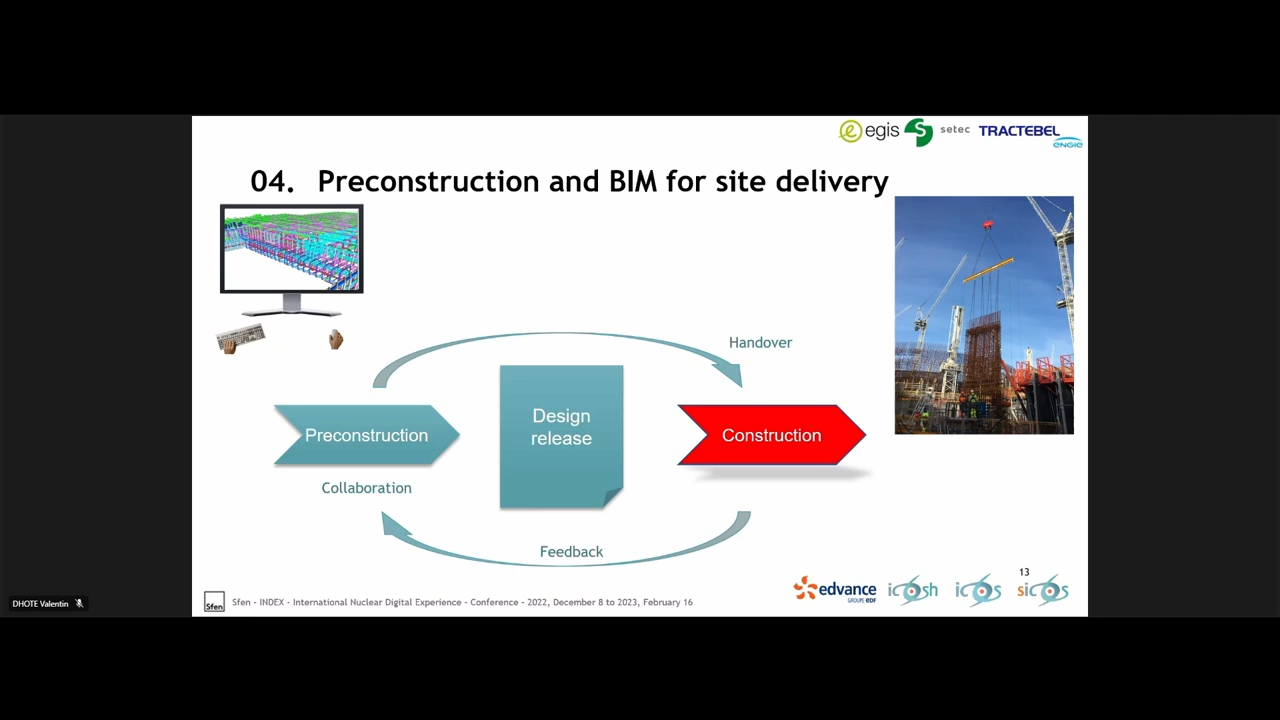 egis
setec
TRACTEBEL
ENGIE
04. Preconstruction and BIM for site delivery
Handover
Preconstruction
Design
release
Construction
Collaboration
Feedback
13
DHOTE Valentin
Sfen
Sfen - INDEX - International Nuclear Digital Experience - Conference - 2022, December 8 to 2023, February 16
edvance
GROUPE EDF
icosh
icos
sicos